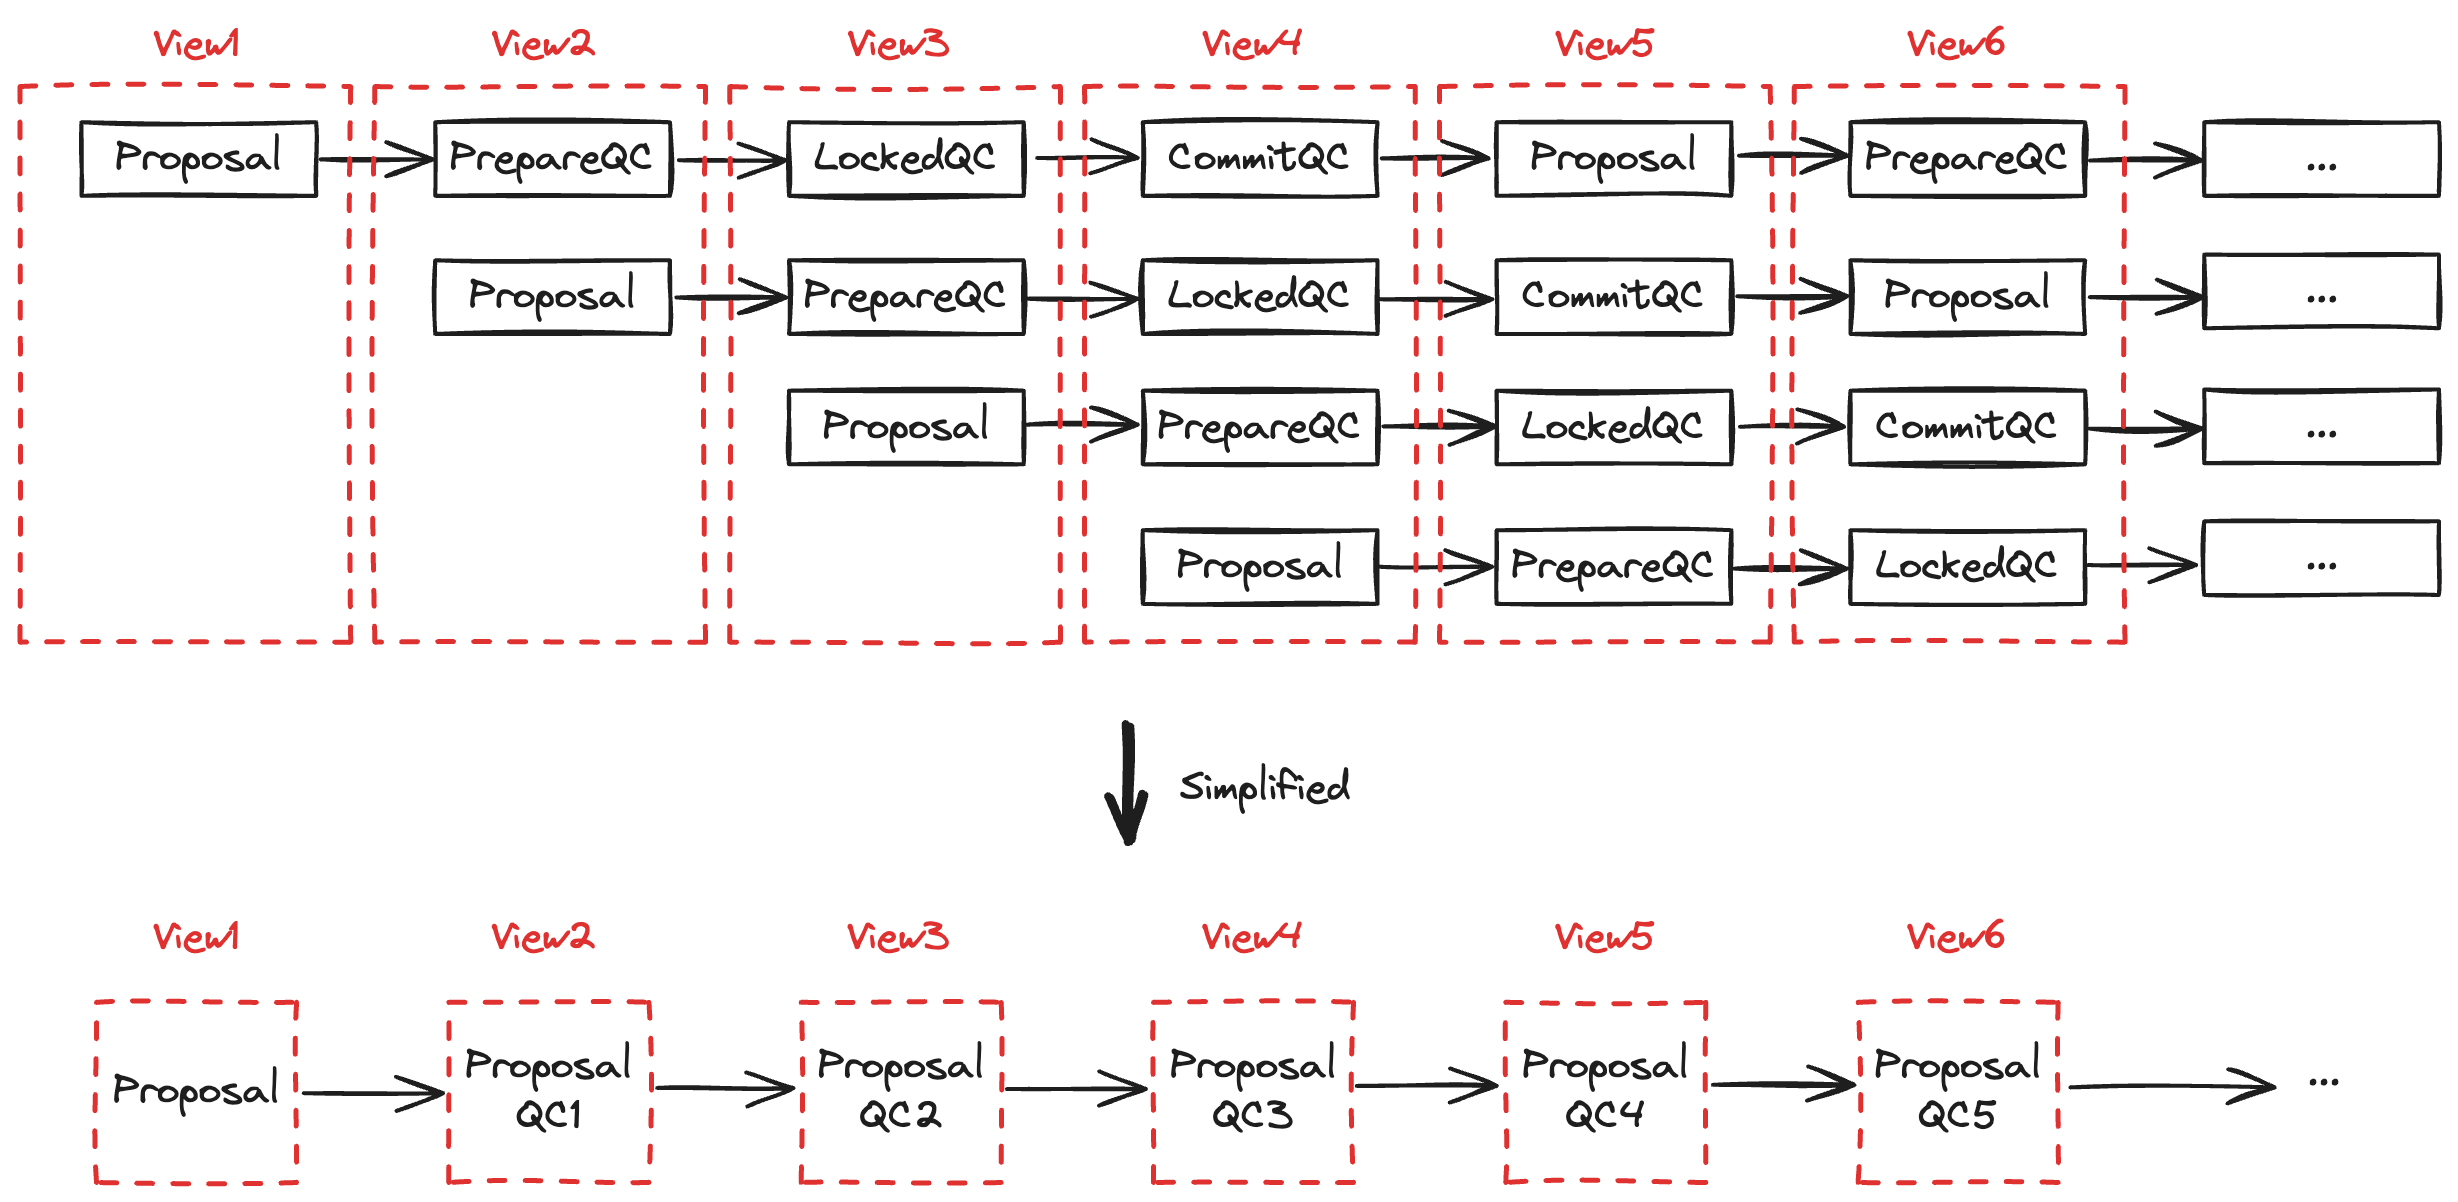 View1 View2 View3 View4 View5 View6
Proposal PrepareQC LockedQC CommitQC Proposal PrepareQC ...
Proposal PrepareQC LockedQC CommitQC Proposal ...
Proposal PrepareQC LockedQC CommitQC ...
Proposal PrepareQC LockedQC ...
Simplified
View1 View2 View3 View4 View5 View6
Proposal Proposal Proposal Proposal Proposal Proposal ...
QC1 QC2 QC3 QC4 QC5